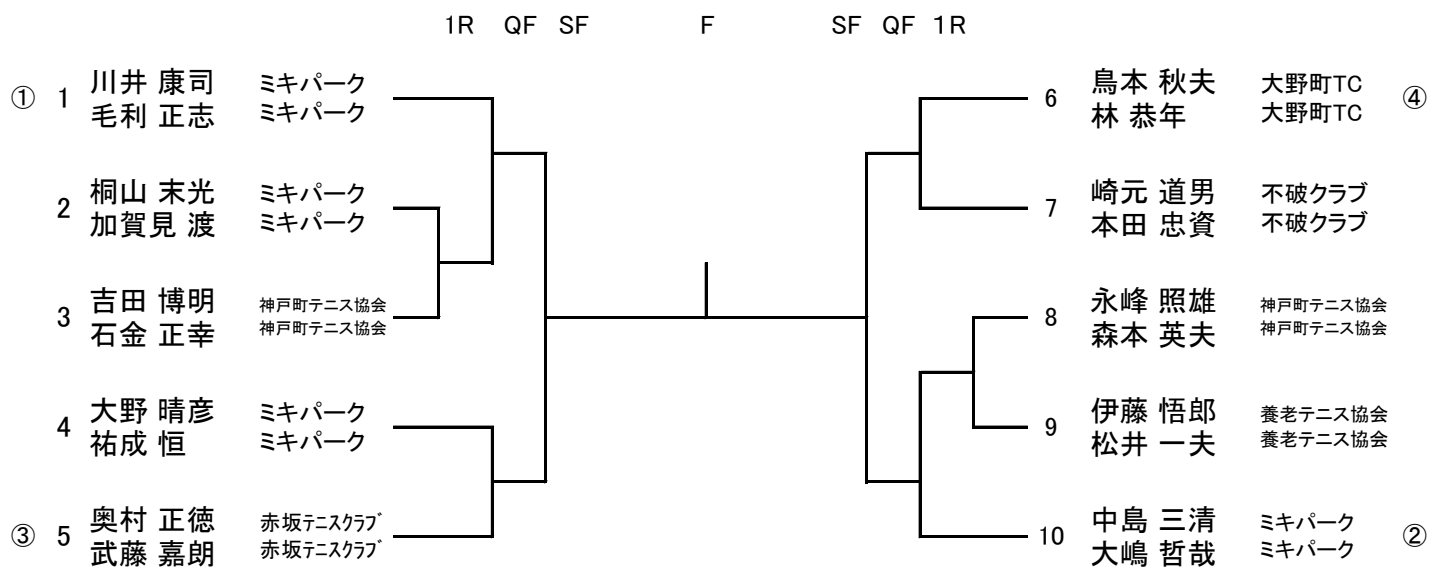 1R QF SF F SF QF 1R
① 1 川井 康司 ミキパーク
毛利 正志 ミキパーク
2 桐山 末光 ミキパーク
加賀見 渡 ミキパーク
3 吉田 博明 神戸町テニス協会
石金 正幸 神戸町テニス協会
4 大野 晴彦 ミキパーク
祐成 恒 ミキパーク
③ 5 奥村 正徳 赤坂テニスクラブ
武藤 嘉朗 赤坂テニスクラブ
6 鳥本 秋夫 大野町TC ④
林 恭年 大野町TC
7 崎元 道男 不破クラブ
本田 忠資 不破クラブ
8 永峰 照雄 神戸町テニス協会
森本 英夫 神戸町テニス協会
9 伊藤 悟郎 養老テニス協会
松井 一夫 養老テニス協会
10 中島 三清 ミキパーク ②
大嶋 哲哉 ミキパーク